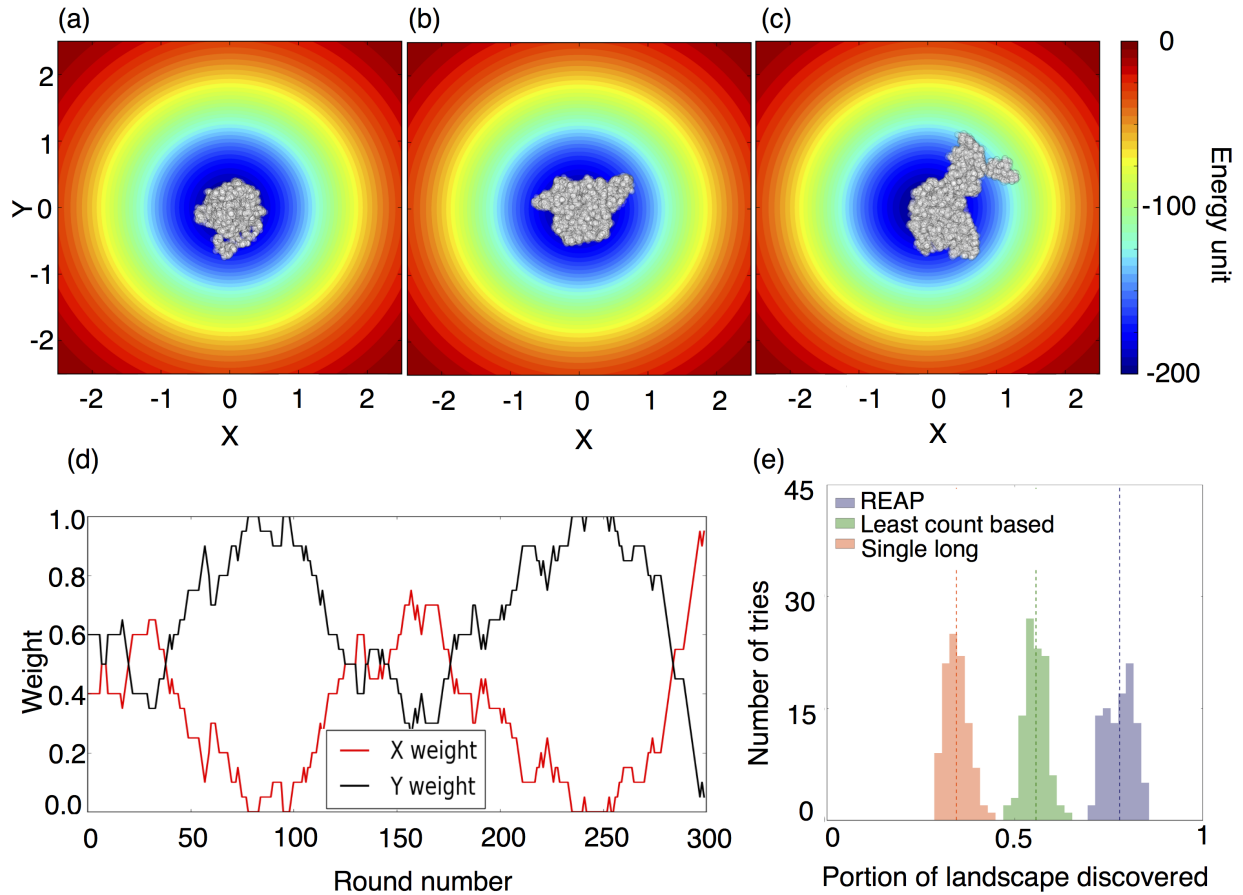 (a)
(b)
(c)
2
1
0
-1
-2
Y
-2 -1 0 1 2
X
-2 -1 0 1 2
X
-2 -1 0 1 2
X
0
-100
-200
Energy unit
(d)
1.0
0.8
0.6
0.4
0.2
0.0
Weight
X weight
Y weight
0 50 100 150 200 250 300
Round number
(e)
45
30
15
0
Number of tries
REAP
Least count based
Single long
0 0.5 1
Portion of landscape discovered